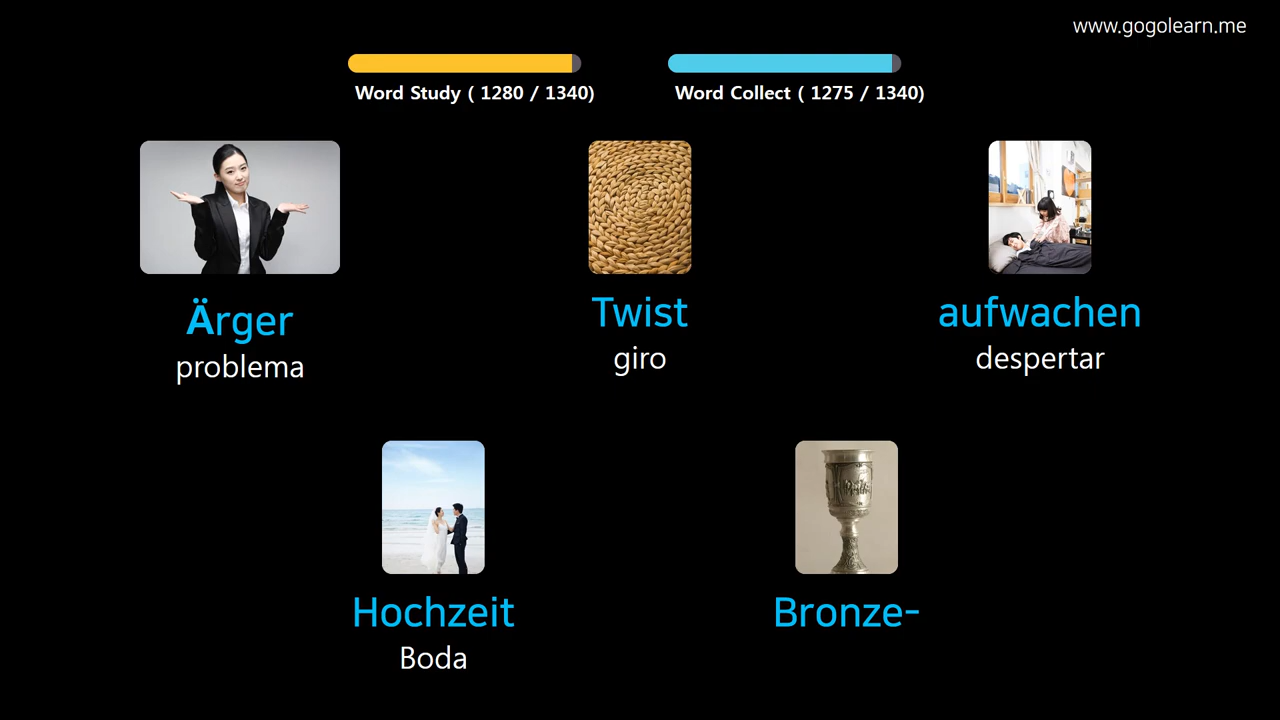 www.gogolearn.me
Word Study ( 1280 / 1340)
Word Collect ( 1275 / 1340)
Ärger
problema
Twist
giro
aufwachen
despertar
Hochzeit
Boda
Bronze-